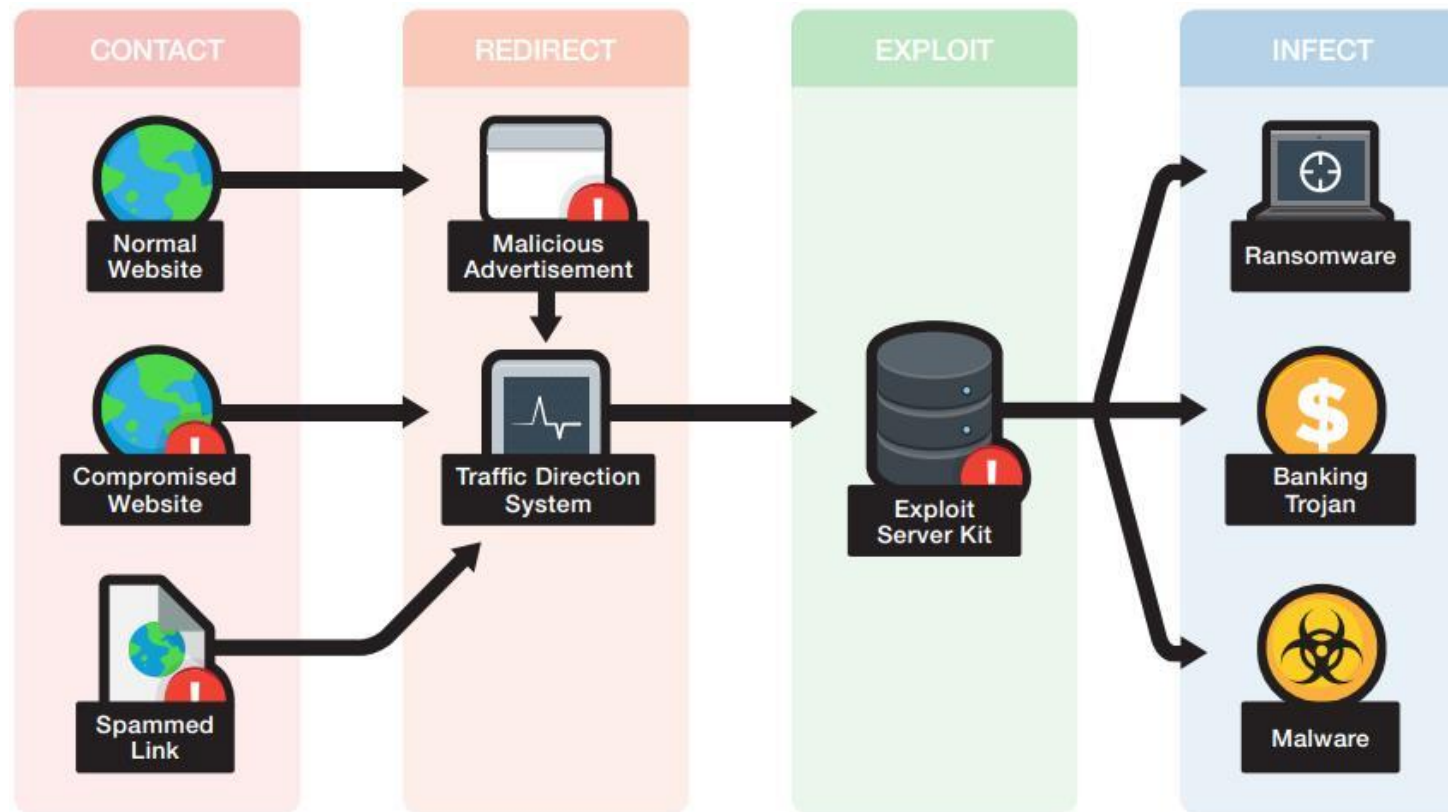 CONTACT
REDIRECT
EXPLOIT
INFECT
Normal
Website
Malicious
Advertisement
Ransomware
Compromised
Website
Traffic Direction
System
Exploit
Server Kit
Banking
Trojan
Spammed
Link
Malware